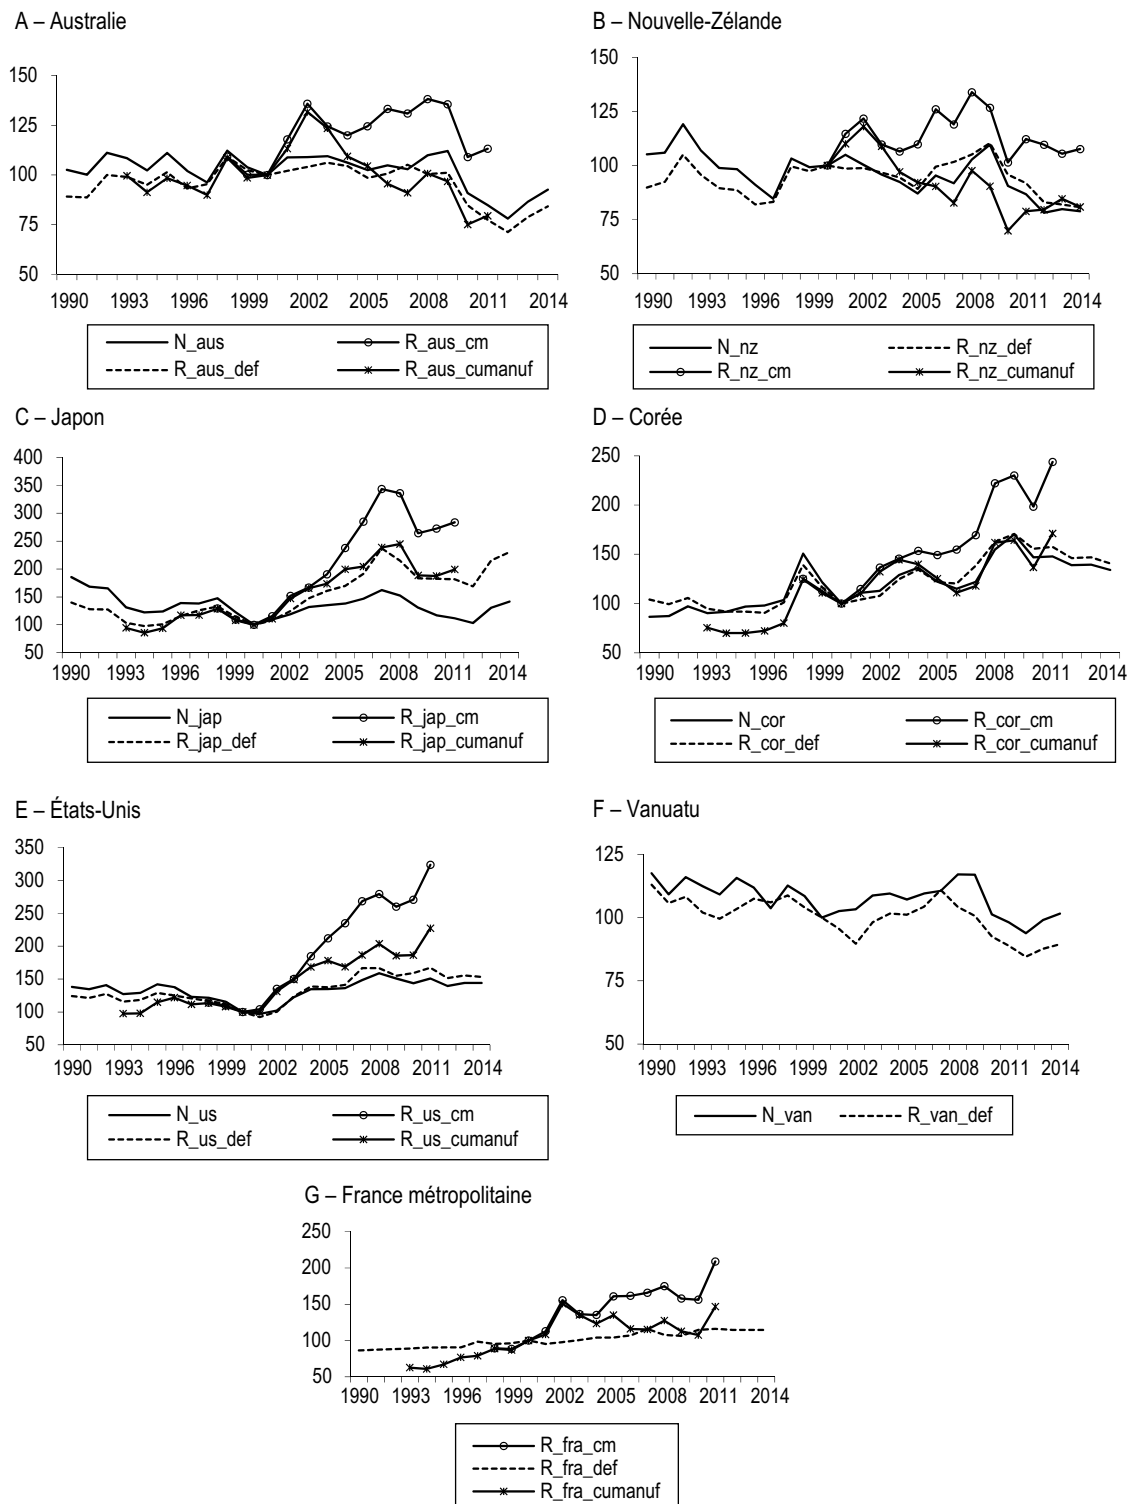 A – Australie
150
125
100
75
50
1990 1993 1996 1999 2002 2005 2008 2011 2014
N_aus R_aus_cm
R_aus_def R_aus_cumanuf
B – Nouvelle-Zélande
150
125
100
75
50
1990 1993 1996 1999 2002 2005 2008 2011 2014
N_nz R_nz_def
R_nz_cm R_nz_cumanuf
C – Japon
400
350
300
250
200
150
100
50
1990 1993 1996 1999 2002 2005 2008 2011 2014
N_jap R_jap_cm
R_jap_def R_jap_cumanuf
D – Corée
250
200
150
100
50
1990 1993 1996 1999 2002 2005 2008 2011 2014
N_cor R_cor_cm
R_cor_def R_cor_cumanuf
E – États-Unis
350
300
250
200
150
100
50
1990 1993 1996 1999 2002 2005 2008 2011 2014
N_us R_us_cm
R_us_def R_us_cumanuf
F – Vanuatu
125
100
75
50
1990 1993 1996 1999 2002 2005 2008 2011 2014
N_van R_van_def
G – France métropolitaine
250
200
150
100
50
1990 1993 1996 1999 2002 2005 2008 2011 2014
R_fra_cm
R_fra_def
R_fra_cumanuf